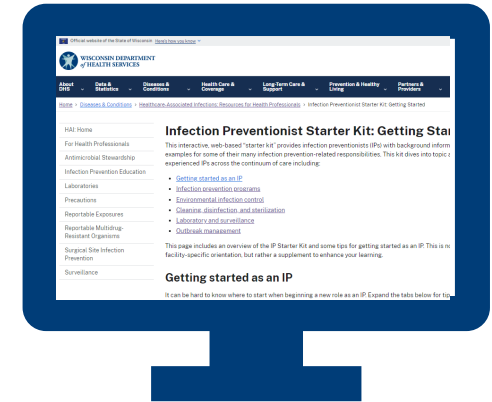 Official website of the State of Wisconsin Here's how you know
WISCONSIN DEPARTMENT
of HEALTH SERVICES
About DHS
Data & Statistics
Diseases & Conditions
Health Care & Coverage
Long-Term Care & Support
Prevention & Healthy Living
Partners & Providers
Home > Diseases & Conditions > Healthcare-Associated Infections: Resources for Health Professionals > Infection Preventionist Starter Kit: Getting Started
HAI: Home
For Health Professionals
Antimicrobial Stewardship
Infection Prevention Education
Laboratories
Precautions
Reportable Exposures
Reportable Multidrug-
Resistant Organisms
Surgical Site Infection
Prevention
Surveillance
Infection Preventionist Starter Kit: Getting Star
This interactive, web-based "starter kit" provides infection preventionists (IPs) with background inform
examples for some of their many infection prevention-related responsibilities. This kit dives into topic
experienced IPs across the continuum of care including:
Getting started as an IP
Infection prevention programs
Environmental infection control
Cleaning, disinfection, and sterilization
Laboratory and surveillance
Outbreak management
This page includes an overview of the IP Starter Kit and some tips for getting started as an IP. This is
facility-specific orientation, but rather a supplement to enhance your learning.
Getting started as an IP
It can be hard to know where to start when beginning a new role as an IP. Expand the tabs below for tip